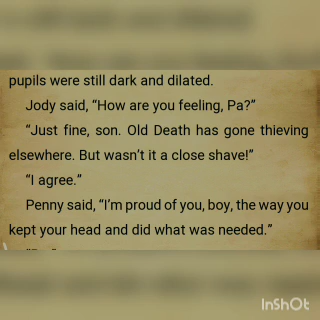 pupils were still dark and dilated.
Jody said, “How are you feeling, Pa?”
“Just fine, son. Old Death has gone thieving
elsewhere. But wasn’t it a close shave!”
“I agree.”
Penny said, “I’m proud of you, boy, the way you
kept your head and did what was needed.”
InShOt